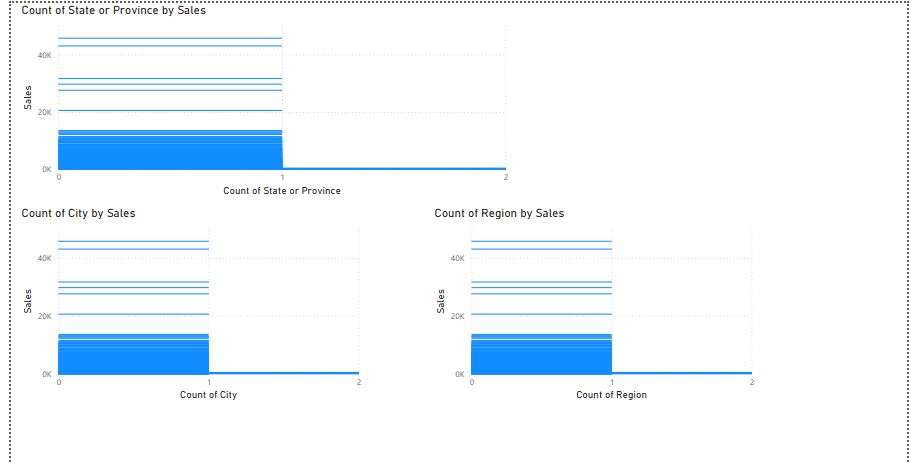 Count of State or Province by Sales
40K
20K
0K
Sales
0
1
2
Count of State or Province
Count of City by Sales
40K
20K
0K
Sales
0
1
2
Count of City
Count of Region by Sales
40K
20K
0K
Sales
0
1
2
Count of Region